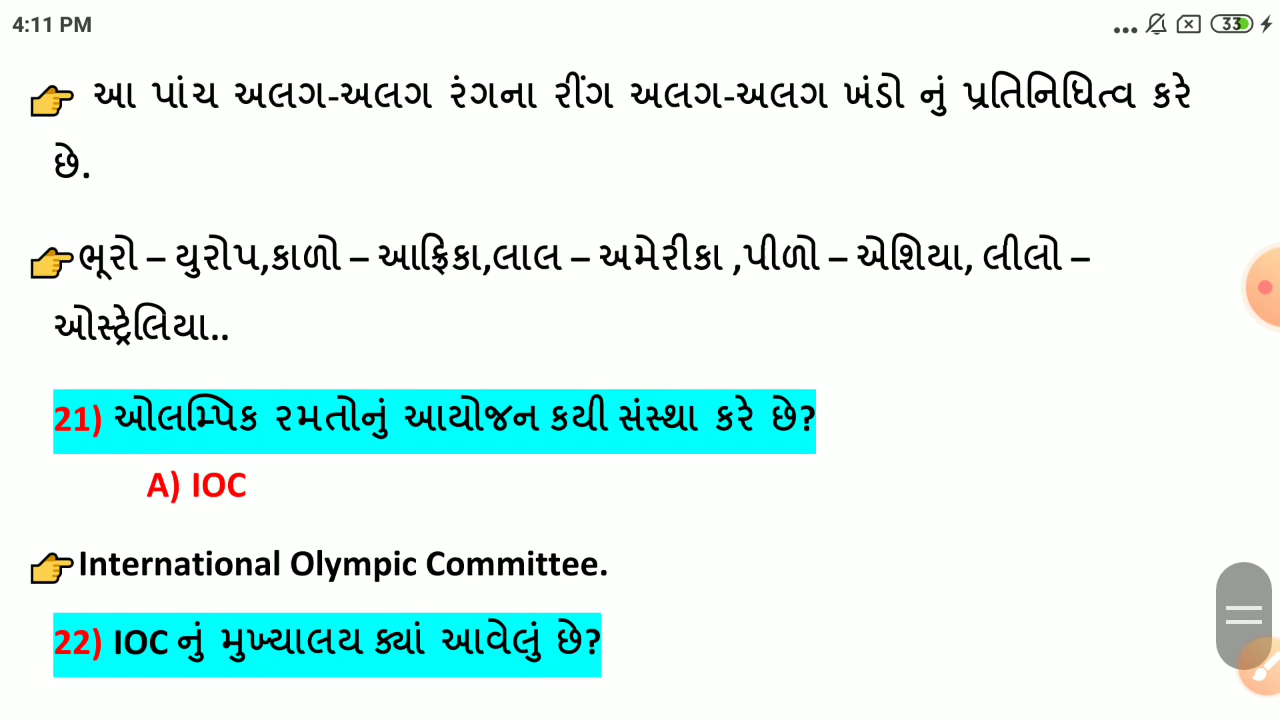 4:11 PM
33
👉 આ પાંચ અલગ-અલગ રંગના રીંગ અલગ-અલગ ખંડો નું પ્રતિનિધિત્વ કરે
છે.
👉ભૂરો – યુરોપ,કાળો – આફ્રિકા,લાલ – અમેરીકા ,પીળો – એશિયા, લીલો –
ઓસ્ટ્રેલિયા..
21) ઓલમ્પિક રમતોનું આયોજન કયી સંસ્થા કરે છે?
A) IOC
👉International Olympic Committee.
22) IOC નું મુખ્યાલય ક્યાં આવેલું છે?